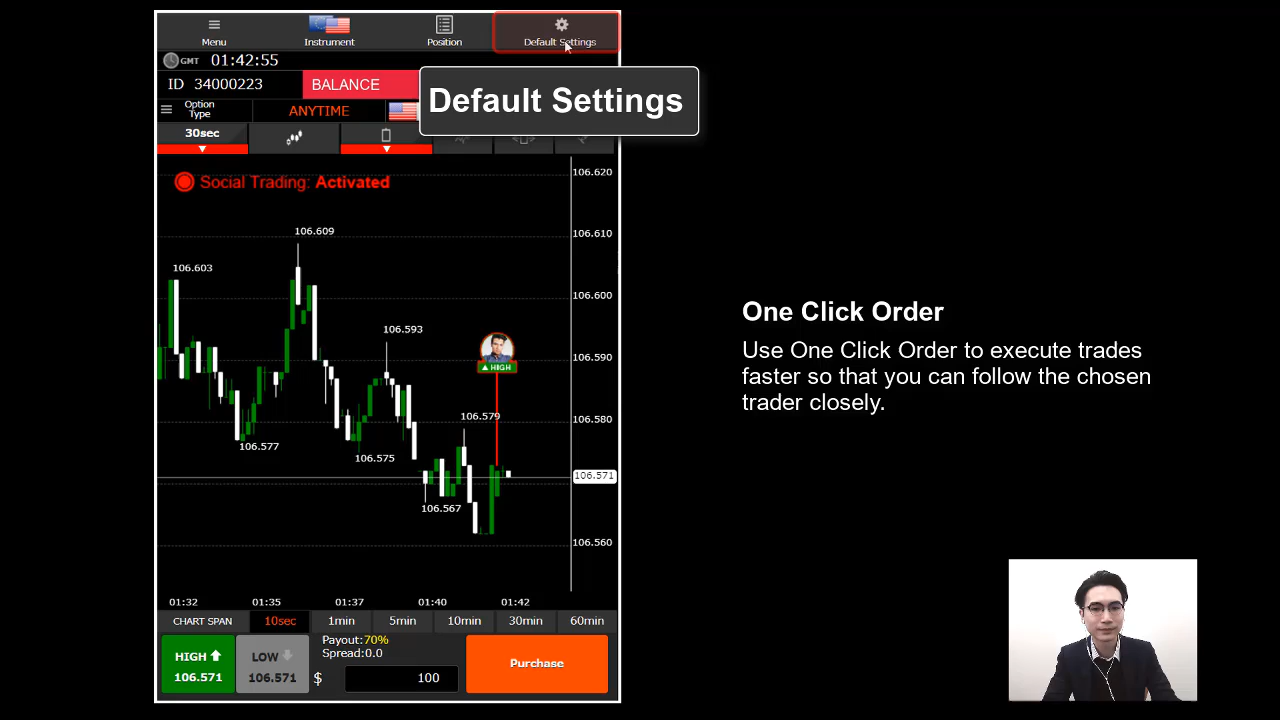 Menu
Instrument
Position
Default Settings
GMT 01:42:55
ID 34000223
BALANCE
Default Settings
Option
Type
ANYTIME
30sec
Social Trading: Activated
106.620
106.609
106.610
106.603
106.600
106.593
106.590
HIGH
106.579
106.580
106.577
106.575
106.571
106.567
106.560
01:32
01:35
01:37
01:40
01:42
CHART SPAN
10sec
1min
5min
10min
30min
60min
HIGH
106.571
LOW
106.571
Payout:70%
Spread:0.0
$
100
Purchase
One Click Order
Use One Click Order to execute trades
faster so that you can follow the chosen
trader closely.